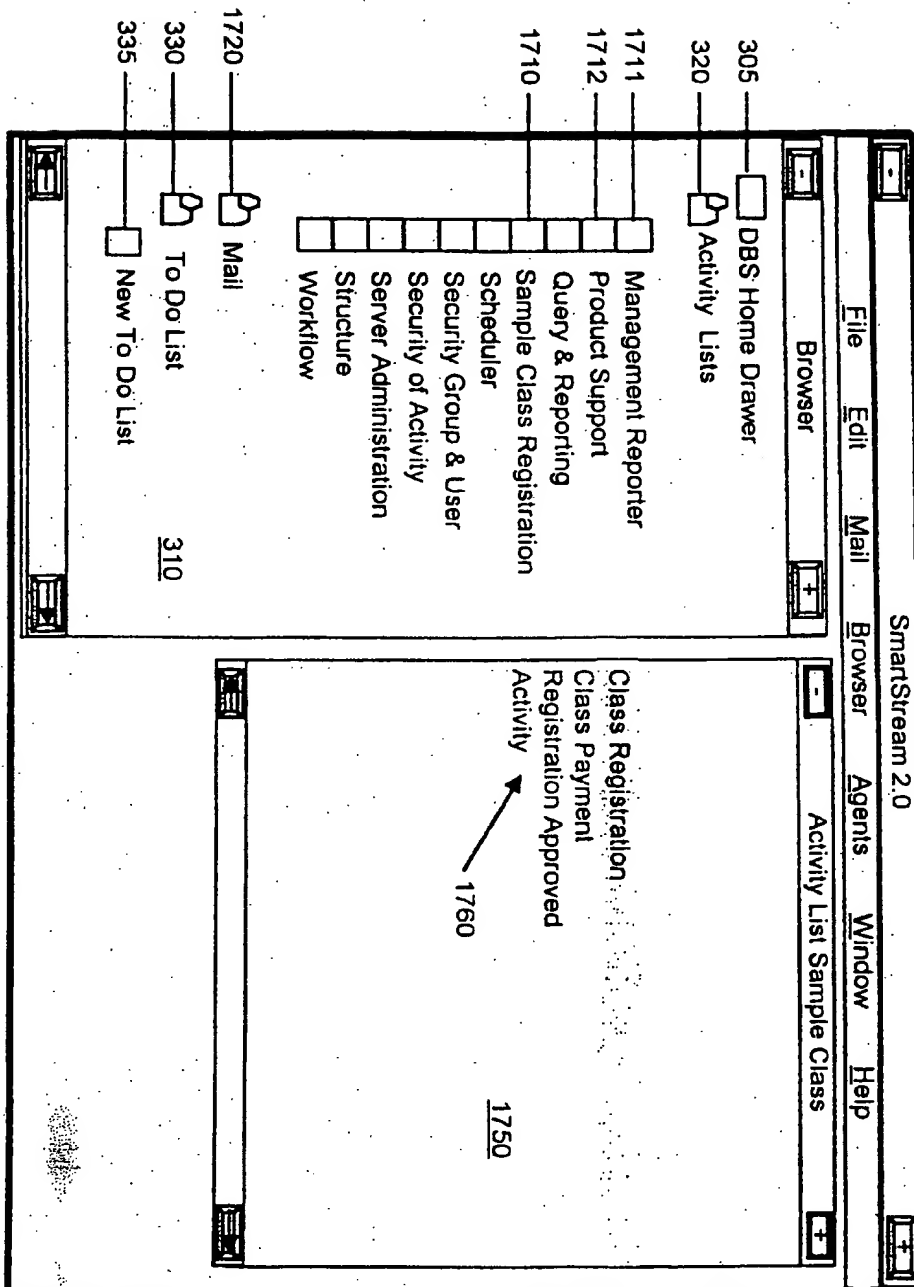 SmartStream 2.0
File Edit Mail Browser Agents Window Help
Browser
305 DBS Home Drawer
320 Activity Lists
1711 Management Reporter
1712 Product Support
Query & Reporting
1710 Sample Class Registration
Scheduler
Security Group & User
Security of Activity
Server Administration
Structure
Workflow
1720 Mail
330 To Do List
335 New To Do List
310
Activity List Sample Class
Class Registration
Class Payment
Registration Approved
Activity
1760
1750